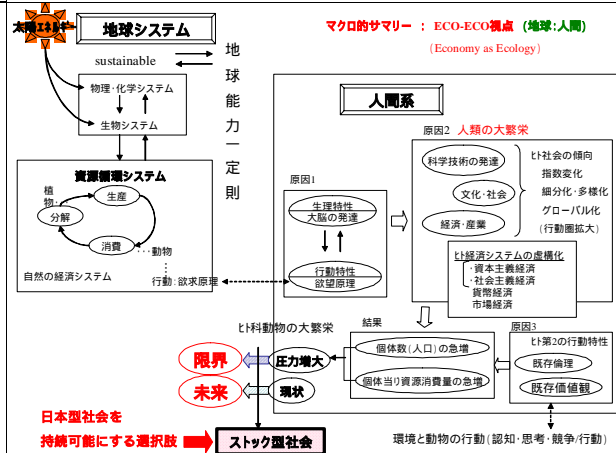 太陽エネルギー
地球システム
マクロ的サマリー : ECO-ECO視点 (地球:人間)
(Economy as Ecology)
sustainable
地球能力一定則
物理・化学システム
生物システム
人間系
原因2 人類の大繁栄
科学技術の発達
文化・社会
経済・産業
ヒト社会の傾向
指数変化
細分化・多様化
グローバル化
(行動圏拡大)
資源循環システム
植物・・
生産
分解
消費
・・・動物
自然の経済システム
行動:欲求原理
原因1
生理特性
大脳の発達
行動特性
欲望原理
ヒト経済システムの虚構化
・資本主義経済
・社会主義経済
貨幣経済
市場経済
ヒト科動物の大繁栄
結果
個体数(人口)の急増
個体当り資源消費量の急増
原因3
ヒト第2の行動特性
既存倫理
既存価値観
限界
圧力増大
未来
現状
日本型社会を
持続可能にする選択肢
ストック型社会
環境と動物の行動(認知・思考・競争/行動)